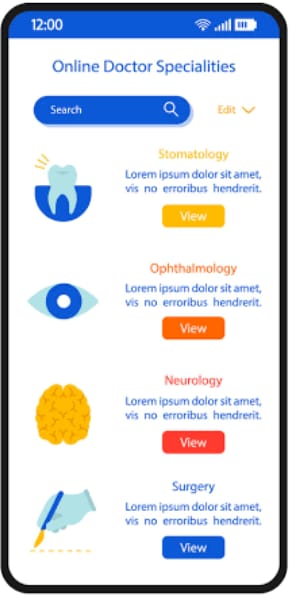 12:00
Online Doctor Specialities
Search
Edit
Stomatology
Lorem ipsum dolor sit amet,
vis no erroribus hendrerit.
View
Ophthalmology
Lorem ipsum dolor sit amet,
vis no erroribus hendrerit.
View
Neurology
Lorem ipsum dolor sit amet,
vis no erroribus hendrerit.
View
Surgery
Lorem ipsum dolor sit amet,
vis no erroribus hendrerit.
View